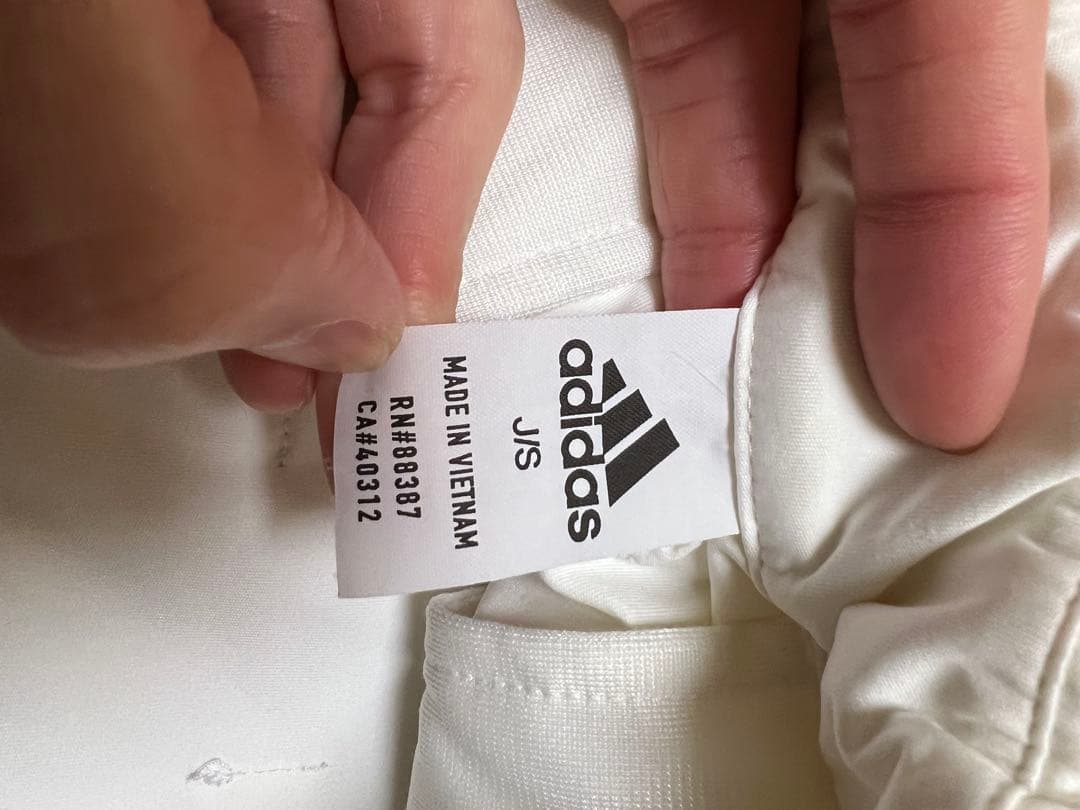 adidas
J/S
MADE IN VIETNAM
RN#88387
CA#40312